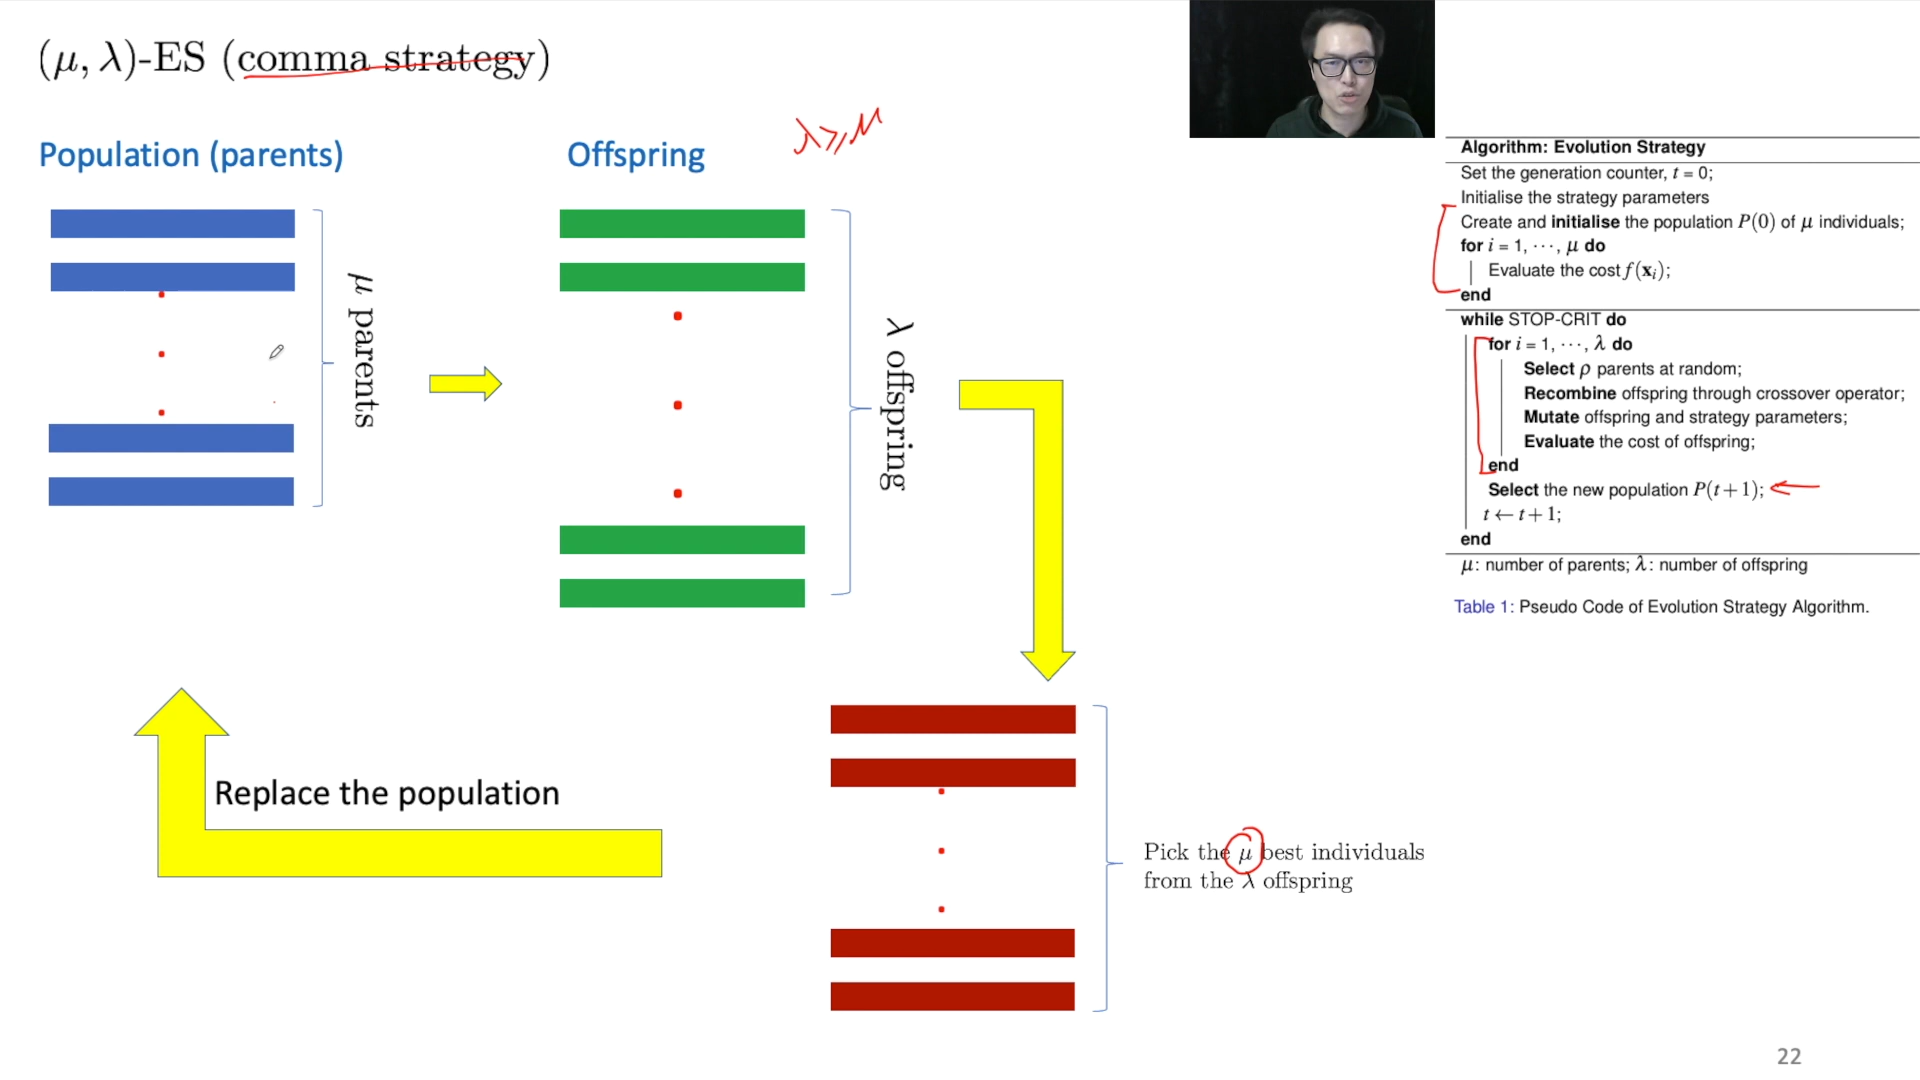 (μ, λ)-ES (comma strategy)
λ ≥ μ
Population (parents)
Offspring
μ parents
λ offspring
Replace the population
Pick the μ best individuals
from the λ offspring
Algorithm: Evolution Strategy
Set the generation counter, t = 0;
Initialise the strategy parameters
Create and initialise the population P(0) of μ individuals;
for i = 1, ⋯, μ do
Evaluate the cost f(xᵢ);
end
while STOP-CRIT do
for i = 1, ⋯, λ do
Select ρ parents at random;
Recombine offspring through crossover operator;
Mutate offspring and strategy parameters;
Evaluate the cost of offspring;
end
Select the new population P(t+1);
t ← t+1;
end
μ: number of parents; λ: number of offspring
Table 1: Pseudo Code of Evolution Strategy Algorithm.
22